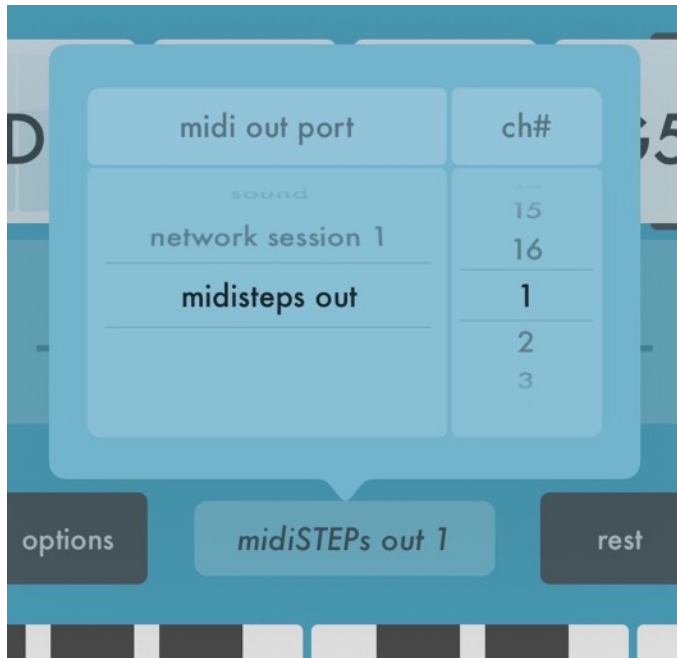 midi out port
ch#
D
G5
sound
network session 1
midisteps out
15
16
1
2
3
options
midiSTEPs out 1
rest